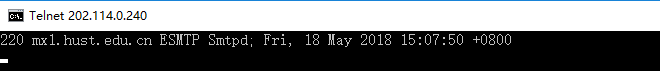 Telnet 202.114.0.240
220 mx1.hust.edu.cn ESMTP Smtpd; Fri, 18 May 2018 15:07:50 +0800